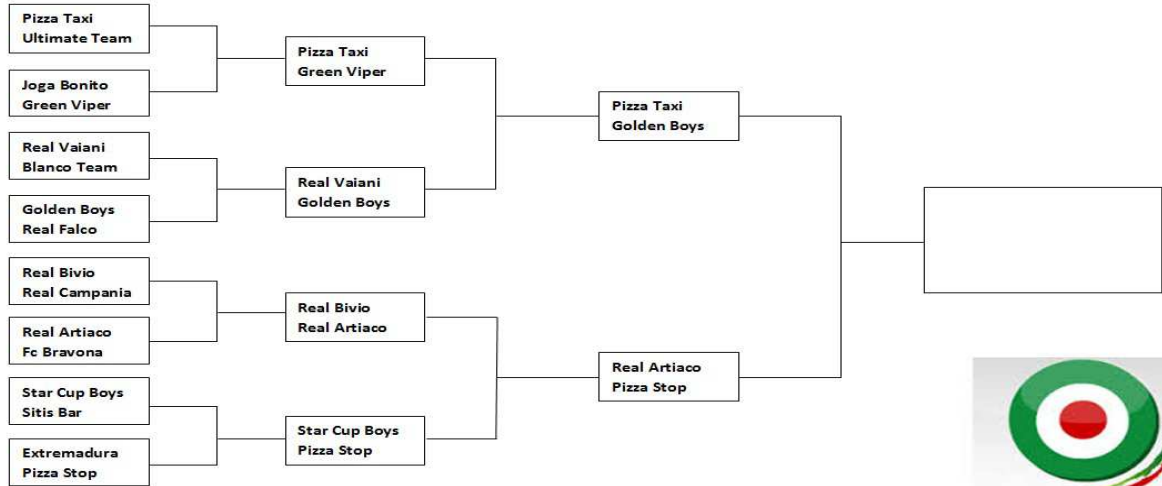 Pizza Taxi
Ultimate Team
Joga Bonito
Green Viper
Real Vaiani
Blanco Team
Golden Boys
Real Falco
Real Bivio
Real Campania
Real Artiaco
Fc Bravona
Star Cup Boys
Sitis Bar
Extremadura
Pizza Stop
Pizza Taxi
Green Viper
Real Vaiani
Golden Boys
Real Bivio
Real Artiaco
Star Cup Boys
Pizza Stop
Pizza Taxi
Golden Boys
Real Artiaco
Pizza Stop